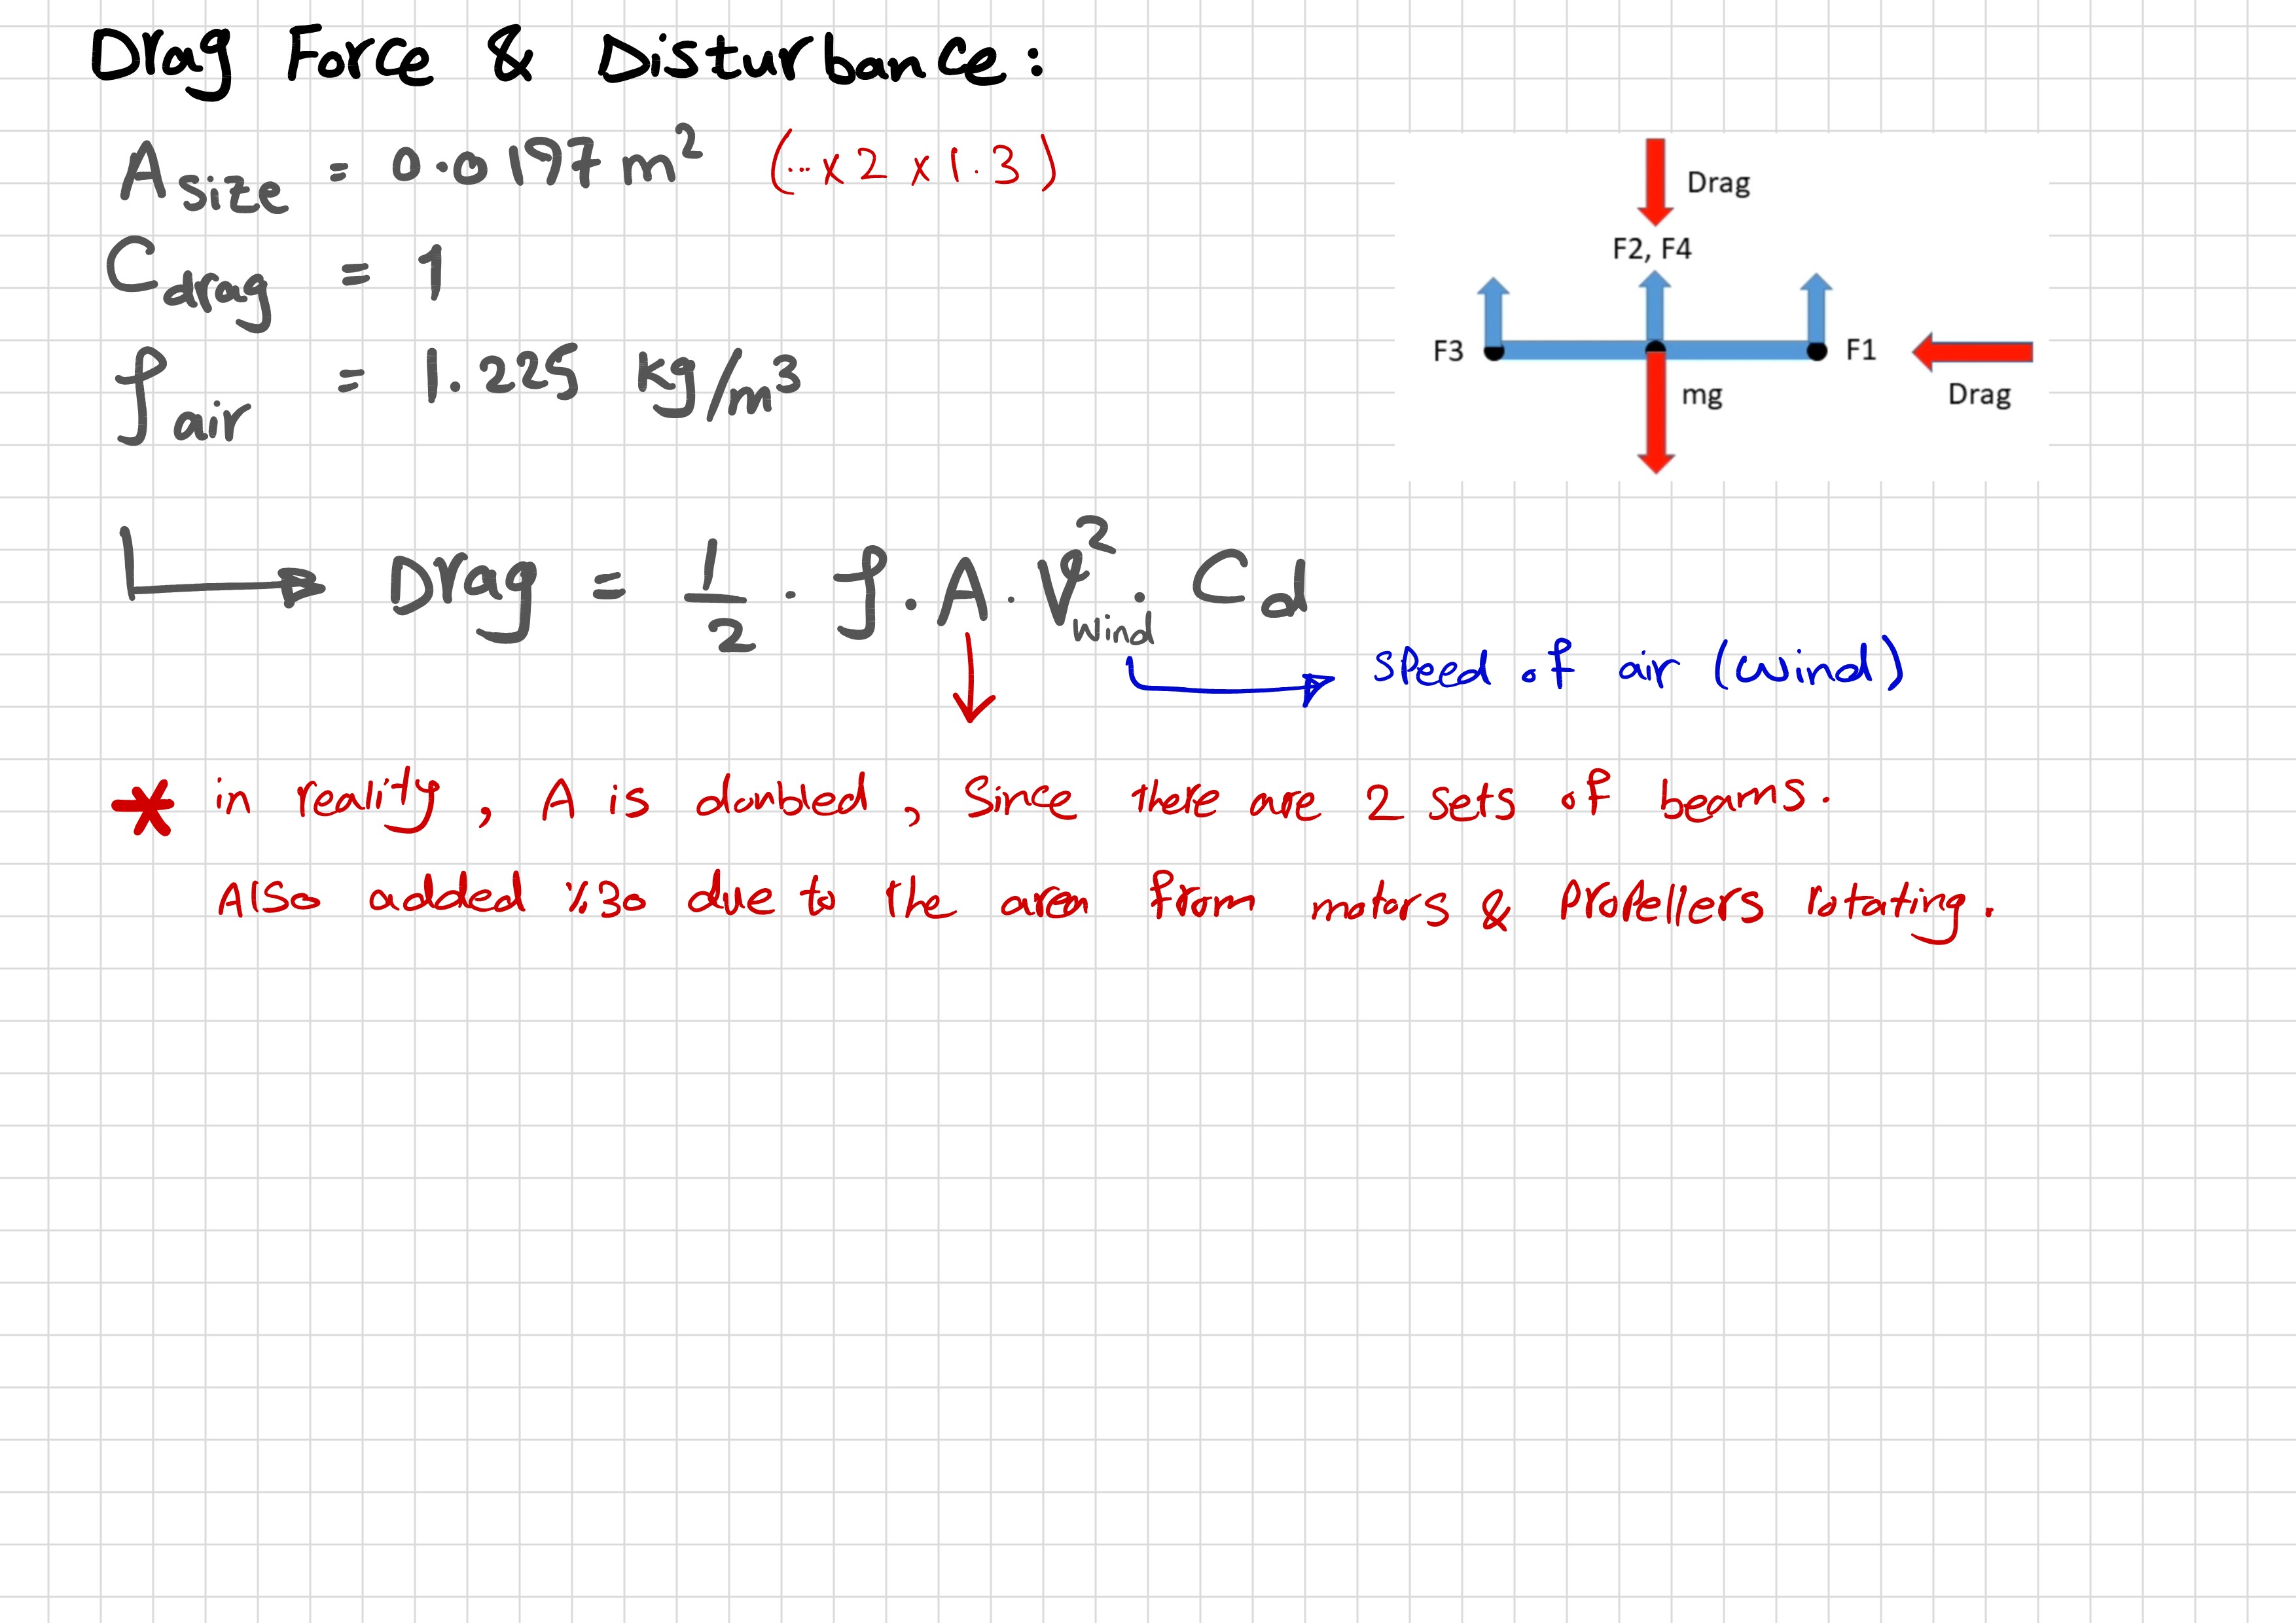 Drag Force & Disturbance:
A size = 0.0197 m² (... x 2 x 1.3)
C drag = 1
ρ air = 1.225 kg/m³
Drag
F2, F4
F3
F1
mg
Drag
Drag = 1/2 · ρ · A · V²wind · Cd
speed of air (wind)
* in reality, A is doubled, Since there are 2 sets of beams.
Also added %30 due to the area from motors & propellers rotating.